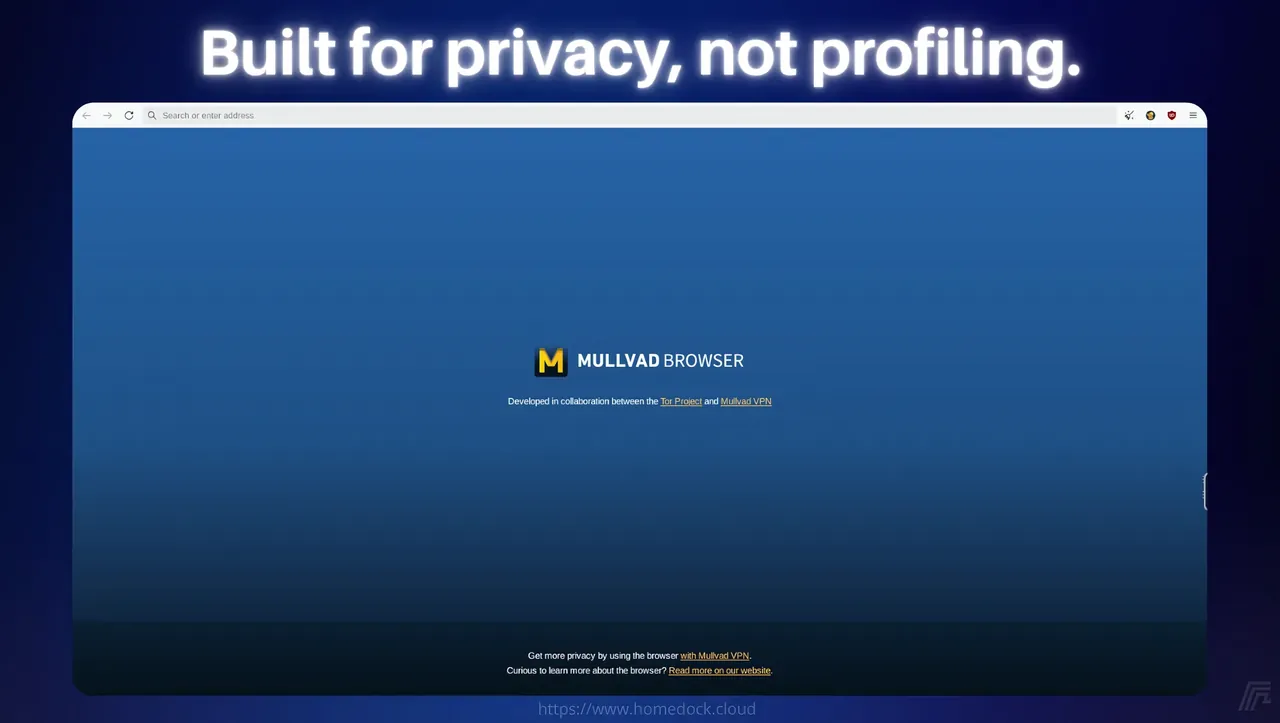 Built for privacy, not profiling.
Search or enter address
MULLVAD BROWSER
Developed in collaboration between the Tor Project and Mullvad VPN
Get more privacy by using the browser with Mullvad VPN.
Curious to learn more about the browser? Read more on our website.
https://www.homedock.cloud